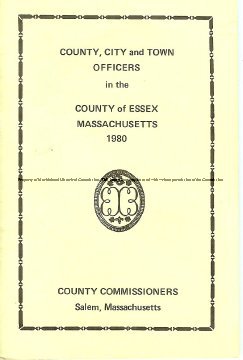 COUNTY, CITY and TOWN
OFFICERS
in the
COUNTY of ESSEX
MASSACHUSETTS
1980
COUNTY COMMISSIONERS
Salem, Massachusetts